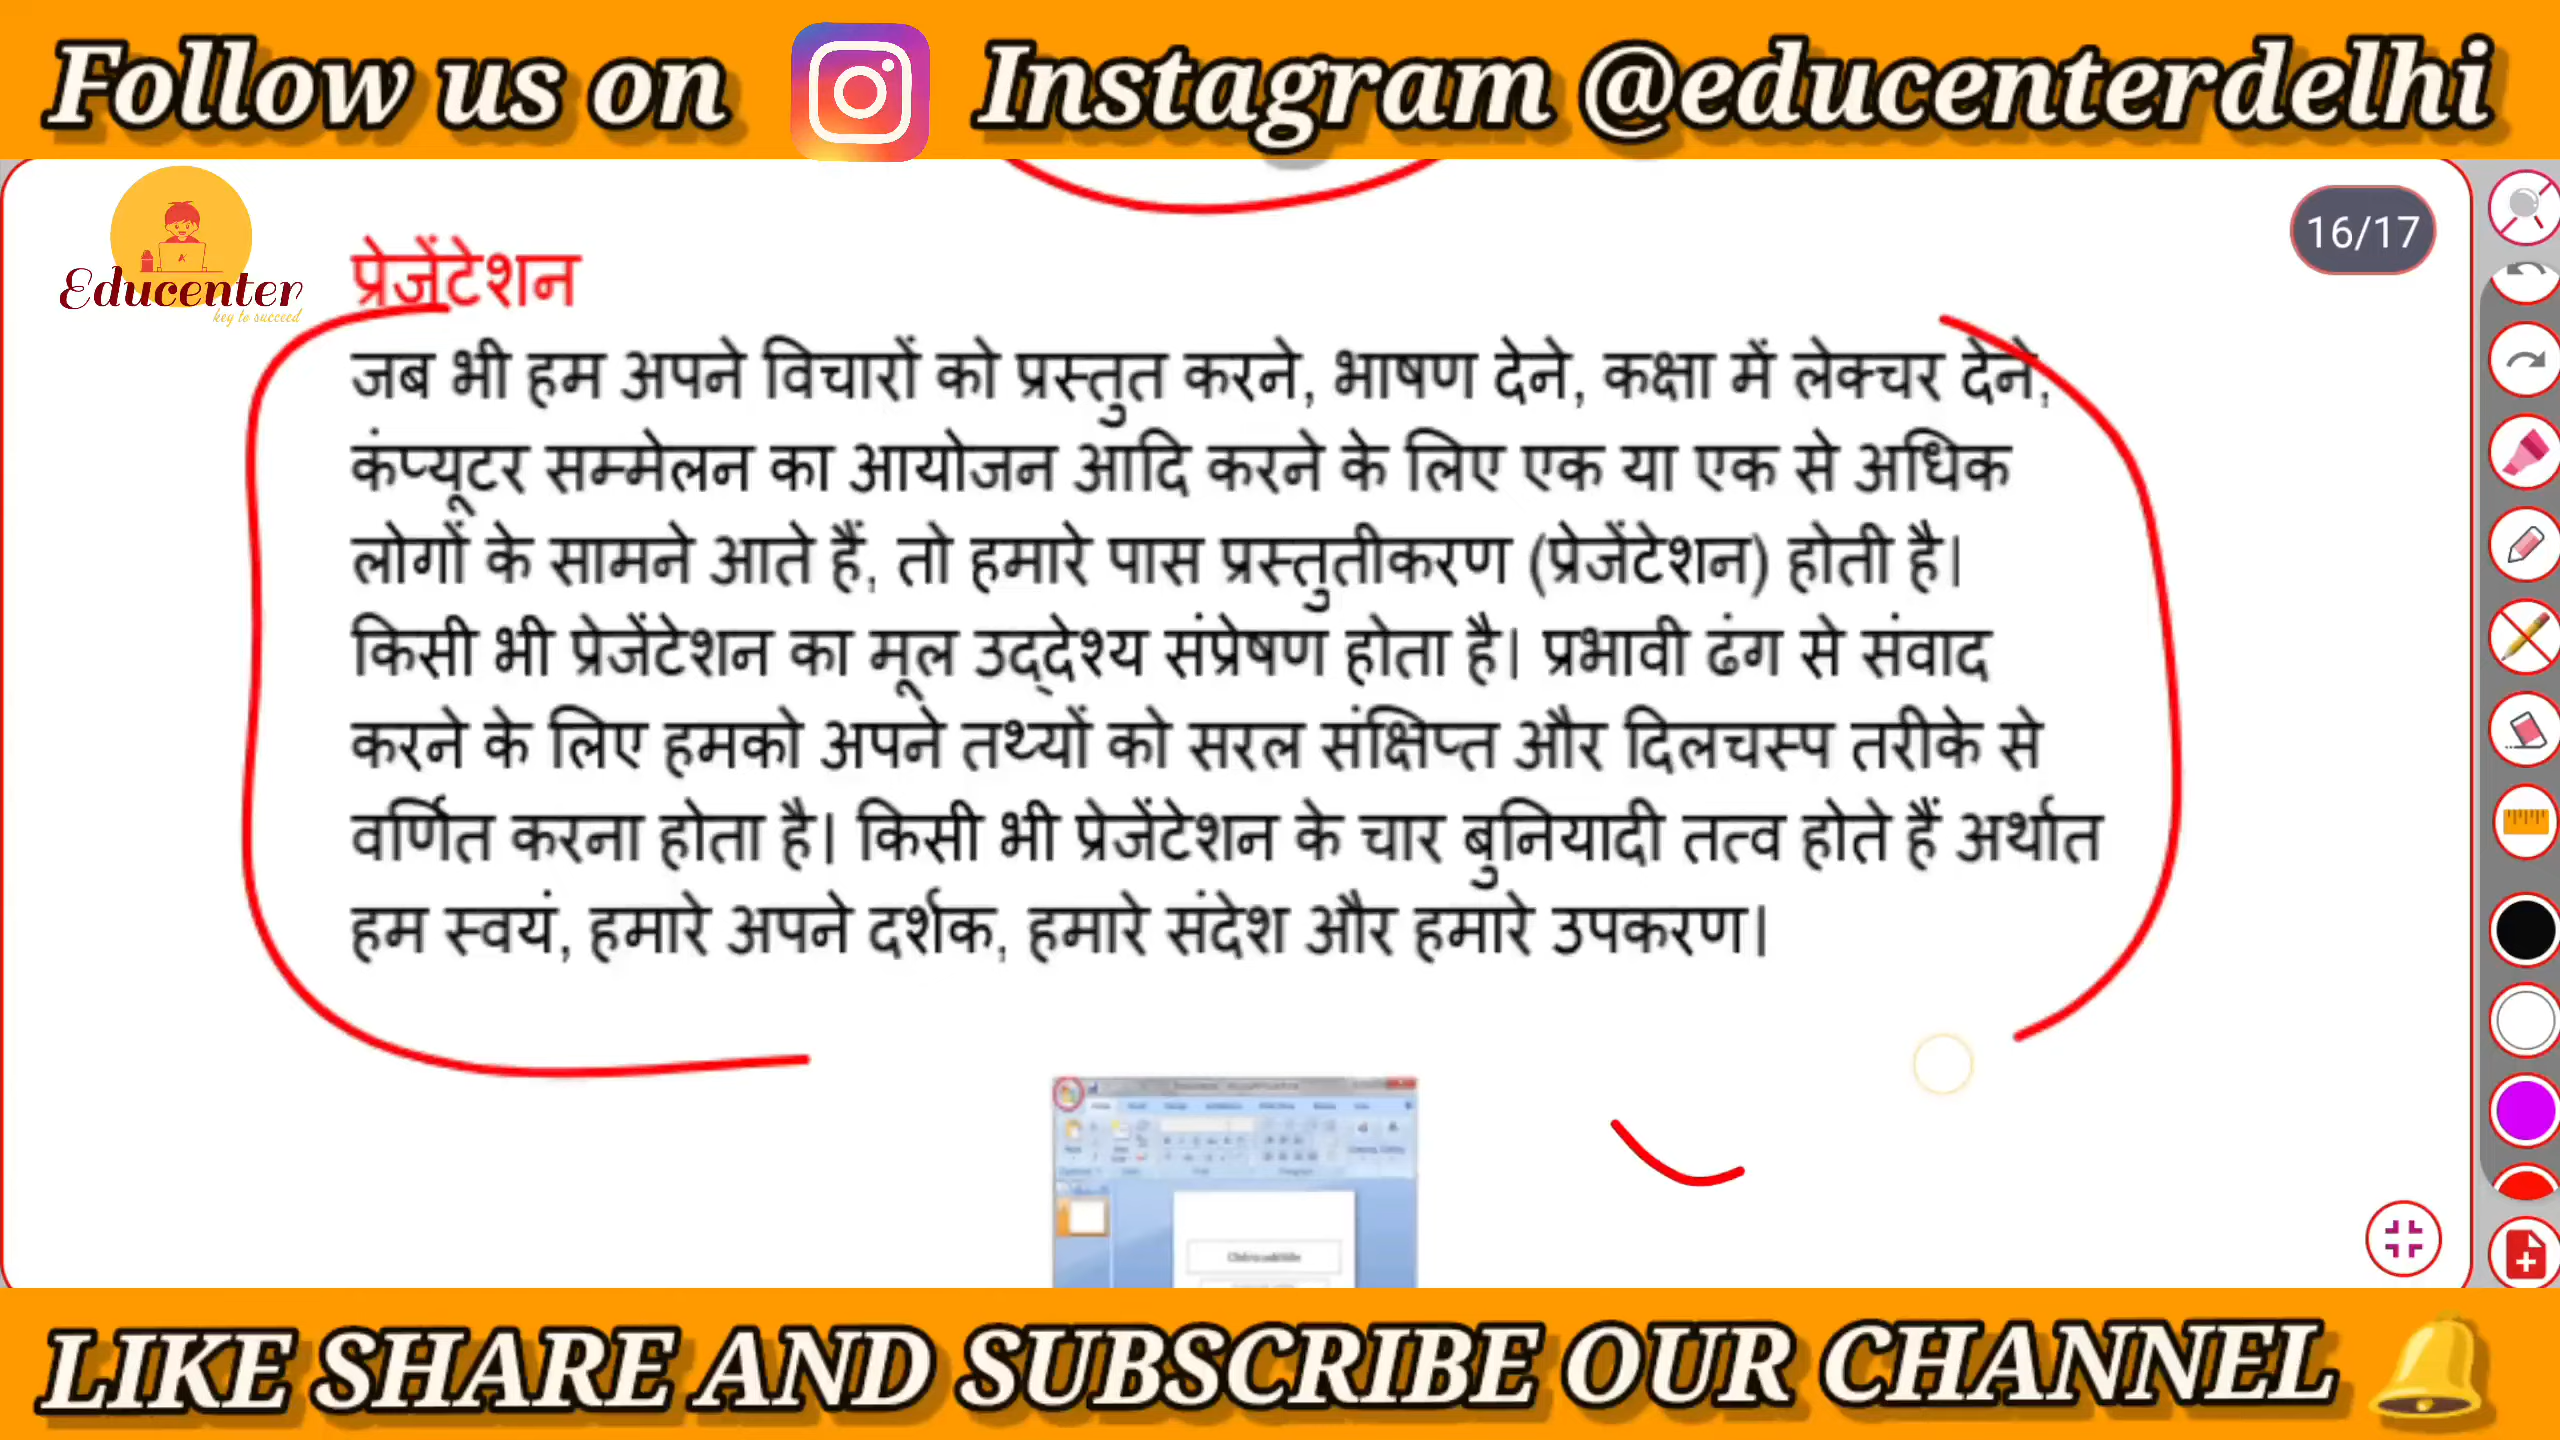 Follow us on Instagram @educenterdelhi
16/17
Educenter
key to succeed
प्रेजेंटेशन
जब भी हम अपने विचारों को प्रस्तुत करने, भाषण देने, कक्षा में लेक्चर देने,
कंप्यूटर सम्मेलन का आयोजन आदि करने के लिए एक या एक से अधिक
लोगों के सामने आते हैं, तो हमारे पास प्रस्तुतीकरण (प्रेजेंटेशन) होती है।
किसी भी प्रेजेंटेशन का मूल उद्देश्य संप्रेषण होता है। प्रभावी ढंग से संवाद
करने के लिए हमको अपने तथ्यों को सरल संक्षिप्त और दिलचस्प तरीके से
वर्णित करना होता है। किसी भी प्रेजेंटेशन के चार बुनियादी तत्व होते हैं अर्थात
हम स्वयं, हमारे अपने दर्शक, हमारे संदेश और हमारे उपकरण।
LIKE SHARE AND SUBSCRIBE OUR CHANNEL